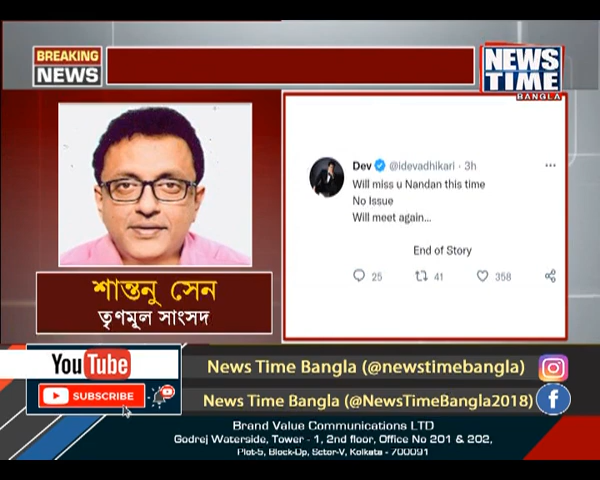 BREAKING
NEWS
NEWS
TIME
BANGLA
Dev @idevadhikari · 3h
Will miss u Nandan this time
No Issue
Will meet again...
End of Story
25 41 358
শান্তনু সেন
তৃণমূল সাংসদ
YouTube
SUBSCRIBE
News Time Bangla (@newstimebangla)
News Time Bangla (@NewsTimeBangla2018)
Brand Value Communications LTD
Godrej Waterside, Tower - 1, 2nd floor, Office No 201 & 202,
Plot-5, Block-Dp, Sctor-V, Kolkata - 700091